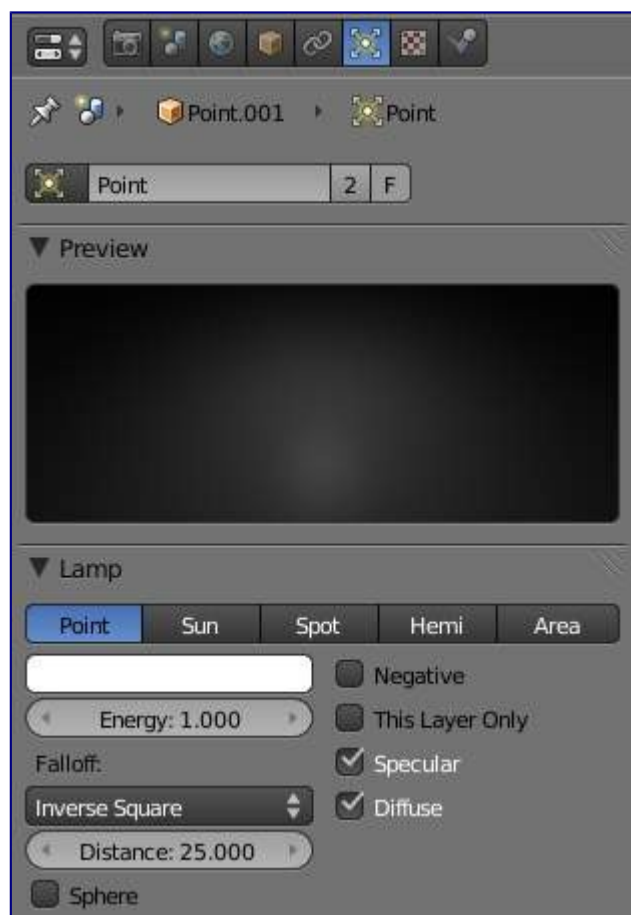 Point.001 Point
Point 2 F
Preview
Lamp
Point Sun Spot Hemi Area
Negative
Energy: 1.000 This Layer Only
Falloff: Specular
Inverse Square Diffuse
Distance: 25.000
Sphere